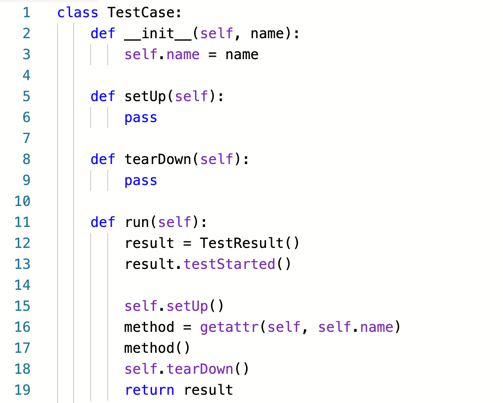 1 class TestCase:
2     def __init__(self, name):
3         self.name = name
4
5     def setUp(self):
6         pass
7
8     def tearDown(self):
9         pass
10
11     def run(self):
12         result = TestResult()
13         result.testStarted()
14
15         self.setUp()
16         method = getattr(self, self.name)
17         method()
18         self.tearDown()
19         return result